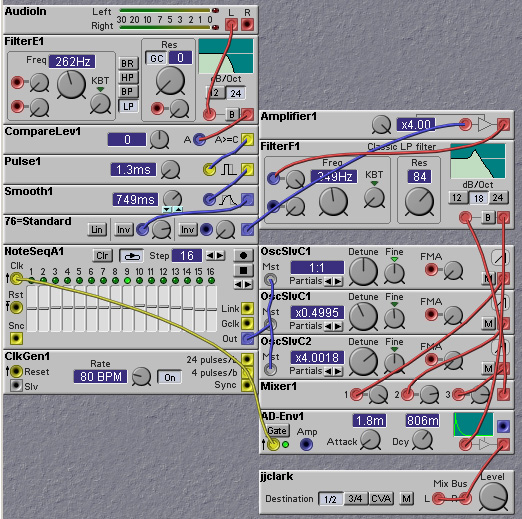 AudioIn
Left
Right
30 20 10 7 5 4 3 2 1 0
L R
FilterE1
Freq
262Hz
KBT
BR
HP
BP
LP
Res
GC
0
dB/Oct
12 24
B
CompareLev1
0
A
A>=C
Pulse1
1.3ms
Smooth1
749ms
76=Standard
Lin
Inv
Inv
NoteSeqA1
Clr
Step
16
Clk
1 2 3 4 5 6 7 8 9 10 11 12 13 14 15 16
Rst
Snc
Link
Gclk
Out
ClkGen1
Reset
Slv
Rate
80 BPM
On
24 pulses/b
4 pulses/b
Sync
Amplifier1
x4.00
FilterF1
Classic LP filter
Freq
KBT
Res
84
dB/Oct
12 18 24
B
OscSlvC1
Mst
1:1
Partials
Detune
Fine
FMA
M
OscSlvC1
Mst
x0.4995
Partials
Detune
Fine
FMA
M
OscSlvC2
Mst
x4.0018
Partials
Detune
Fine
FMA
M
Mixer1
1 2 3
AD-Env1
Gate
Amp
1.8m
Attack
806m
Dcy
jjclark
Destination
1/2 3/4 CVA
M
Mix Bus
L R
Level